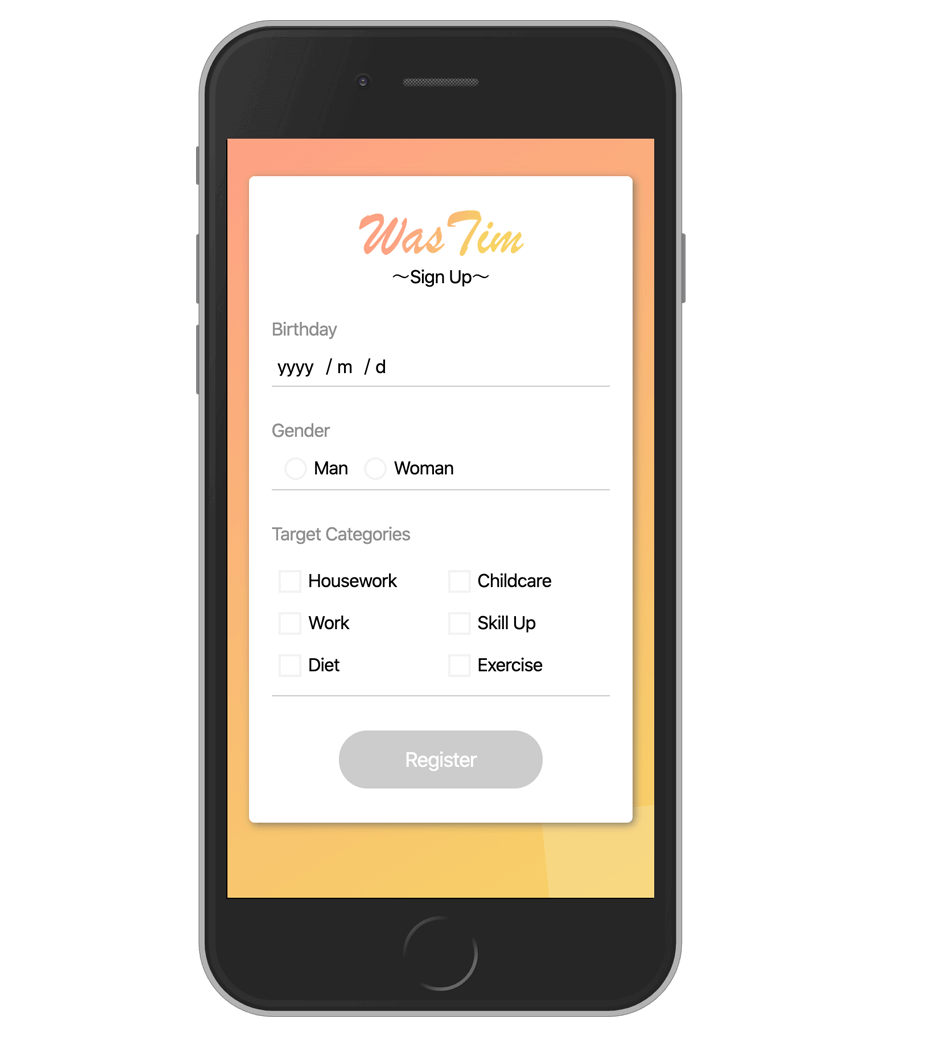 WasTim
～Sign Up～
Birthday
yyyy / m / d
Gender
Man Woman
Target Categories
Housework Childcare
Work Skill Up
Diet Exercise
Register